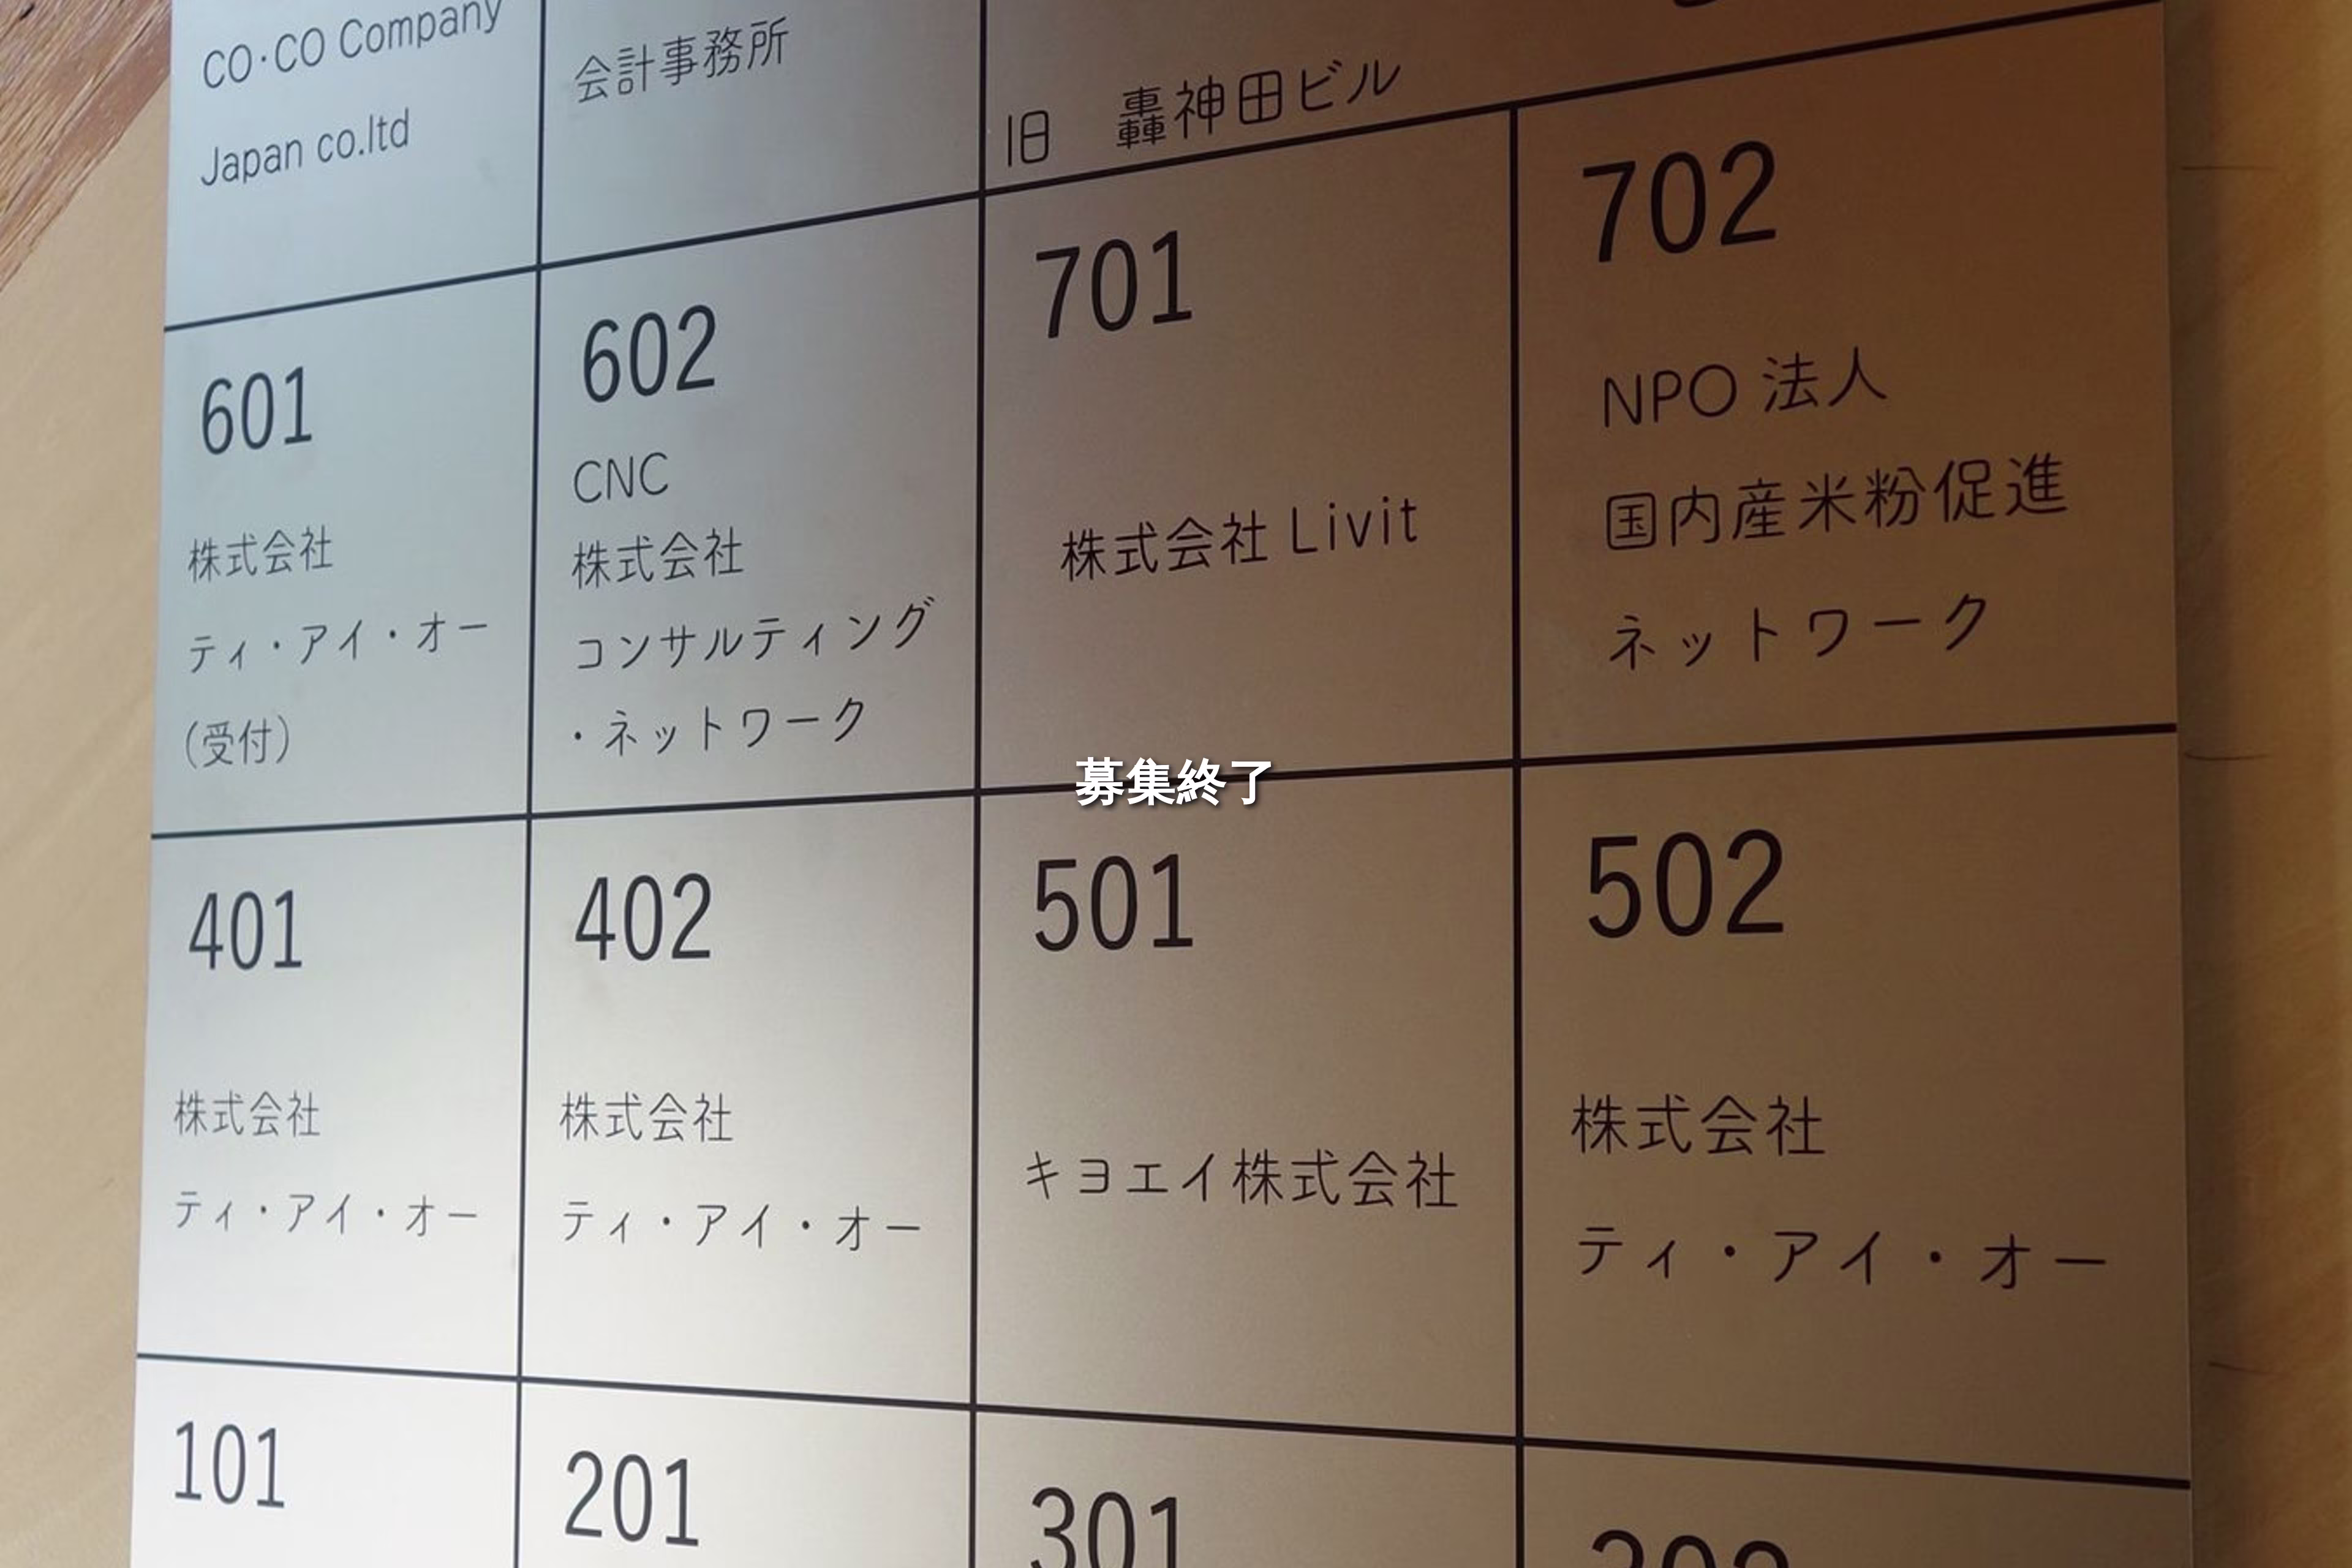 CO·CO Company
Japan co.ltd
会計事務所
旧　轟神田ビル
601
株式会社
ティ・アイ・オー
（受付）
602
CNC
株式会社
コンサルティング
・ネットワーク
701
株式会社 Livit
702
NPO 法人
国内産米粉促進
ネットワーク
募集終了
401
株式会社
ティ・アイ・オー
402
株式会社
ティ・アイ・オー
501
キヨエイ株式会社
502
株式会社
ティ・アイ・オー
101
201
301
302